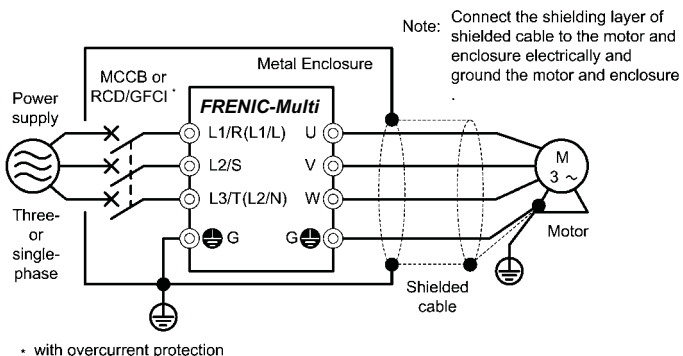 Note: Connect the shielding layer of
shielded cable to the motor and
enclosure electrically and
ground the motor and enclosure
.
Metal Enclosure
MCCB or
RCD/GFCI *
Power
supply
FRENIC-Multi
L1/R(L1/L) U
L2/S V
L3/T(L2/N) W
G G
M
3 ~
Motor
Three-
or
single-
phase
Shielded
cable
* with overcurrent protection